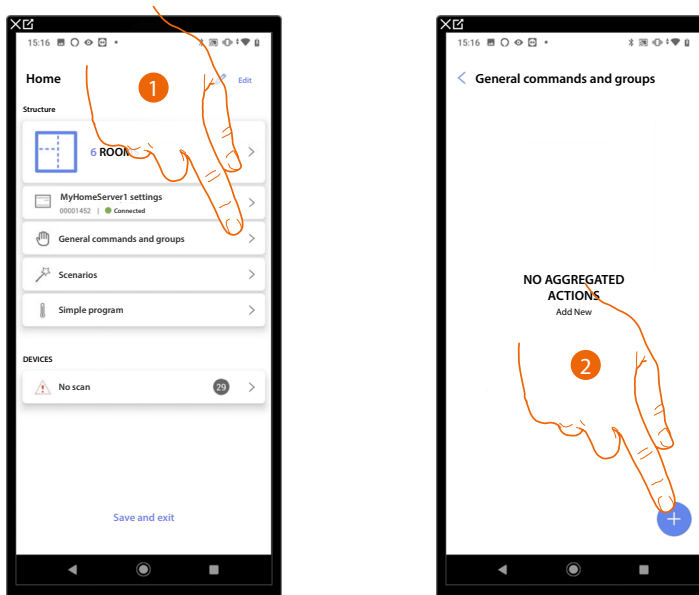 15:16
Home
Edit
1
Structure
6 ROOM
MyHomeServer1 settings
00001452 | Connected
General commands and groups
Scenarios
Simple program
DEVICES
No scan
29
Save and exit
15:16
General commands and groups
NO AGGREGATED
ACTIONS
Add New
2